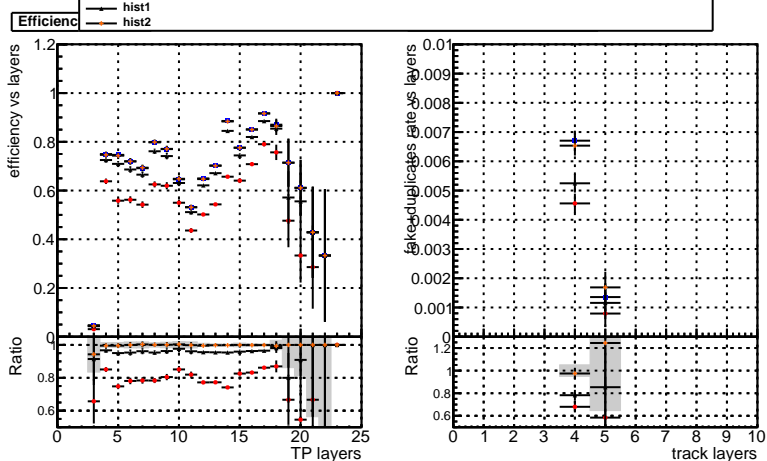 Efficienc
hist1
hist2
efficiency vs layers
1.2
1
0.8
0.6
0.4
0.2
0
Ratio
1
0.8
0.6
0 5 10 15 20 25
TP layers
fake+duplicates rate vs layers
0.01
0.009
0.008
0.007
0.006
0.005
0.004
0.003
0.002
0.001
0
Ratio
1.2
1
0.8
0.6
0 1 2 3 4 5 6 7 8 9 10
track layers